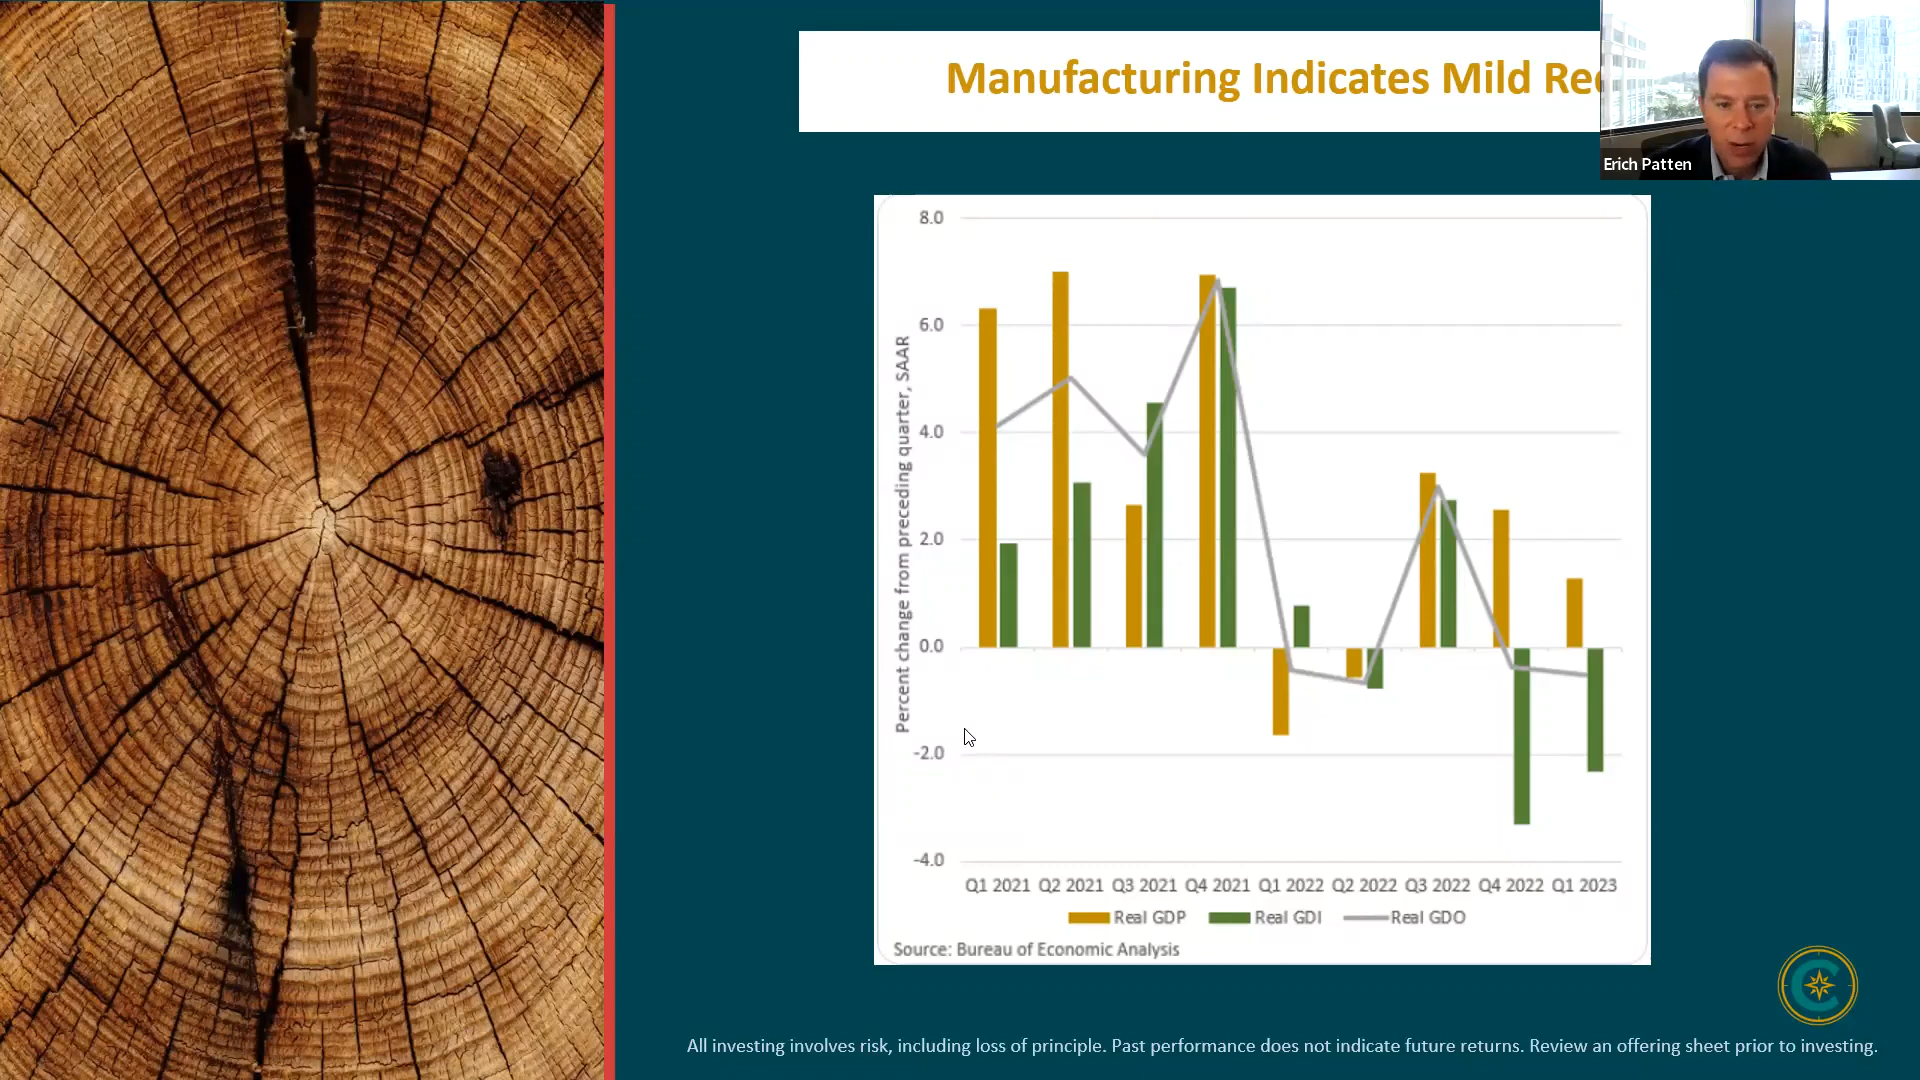 Manufacturing Indicates Mild Rec
Erich Patten
8.0
6.0
4.0
2.0
0.0
-2.0
-4.0
Percent change from preceding quarter, SAAR
Q1 2021 Q2 2021 Q3 2021 Q4 2021 Q1 2022 Q2 2022 Q3 2022 Q4 2022 Q1 2023
Real GDP Real GDI Real GDO
Source: Bureau of Economic Analysis
All investing involves risk, including loss of principle. Past performance does not indicate future returns. Review an offering sheet prior to investing.